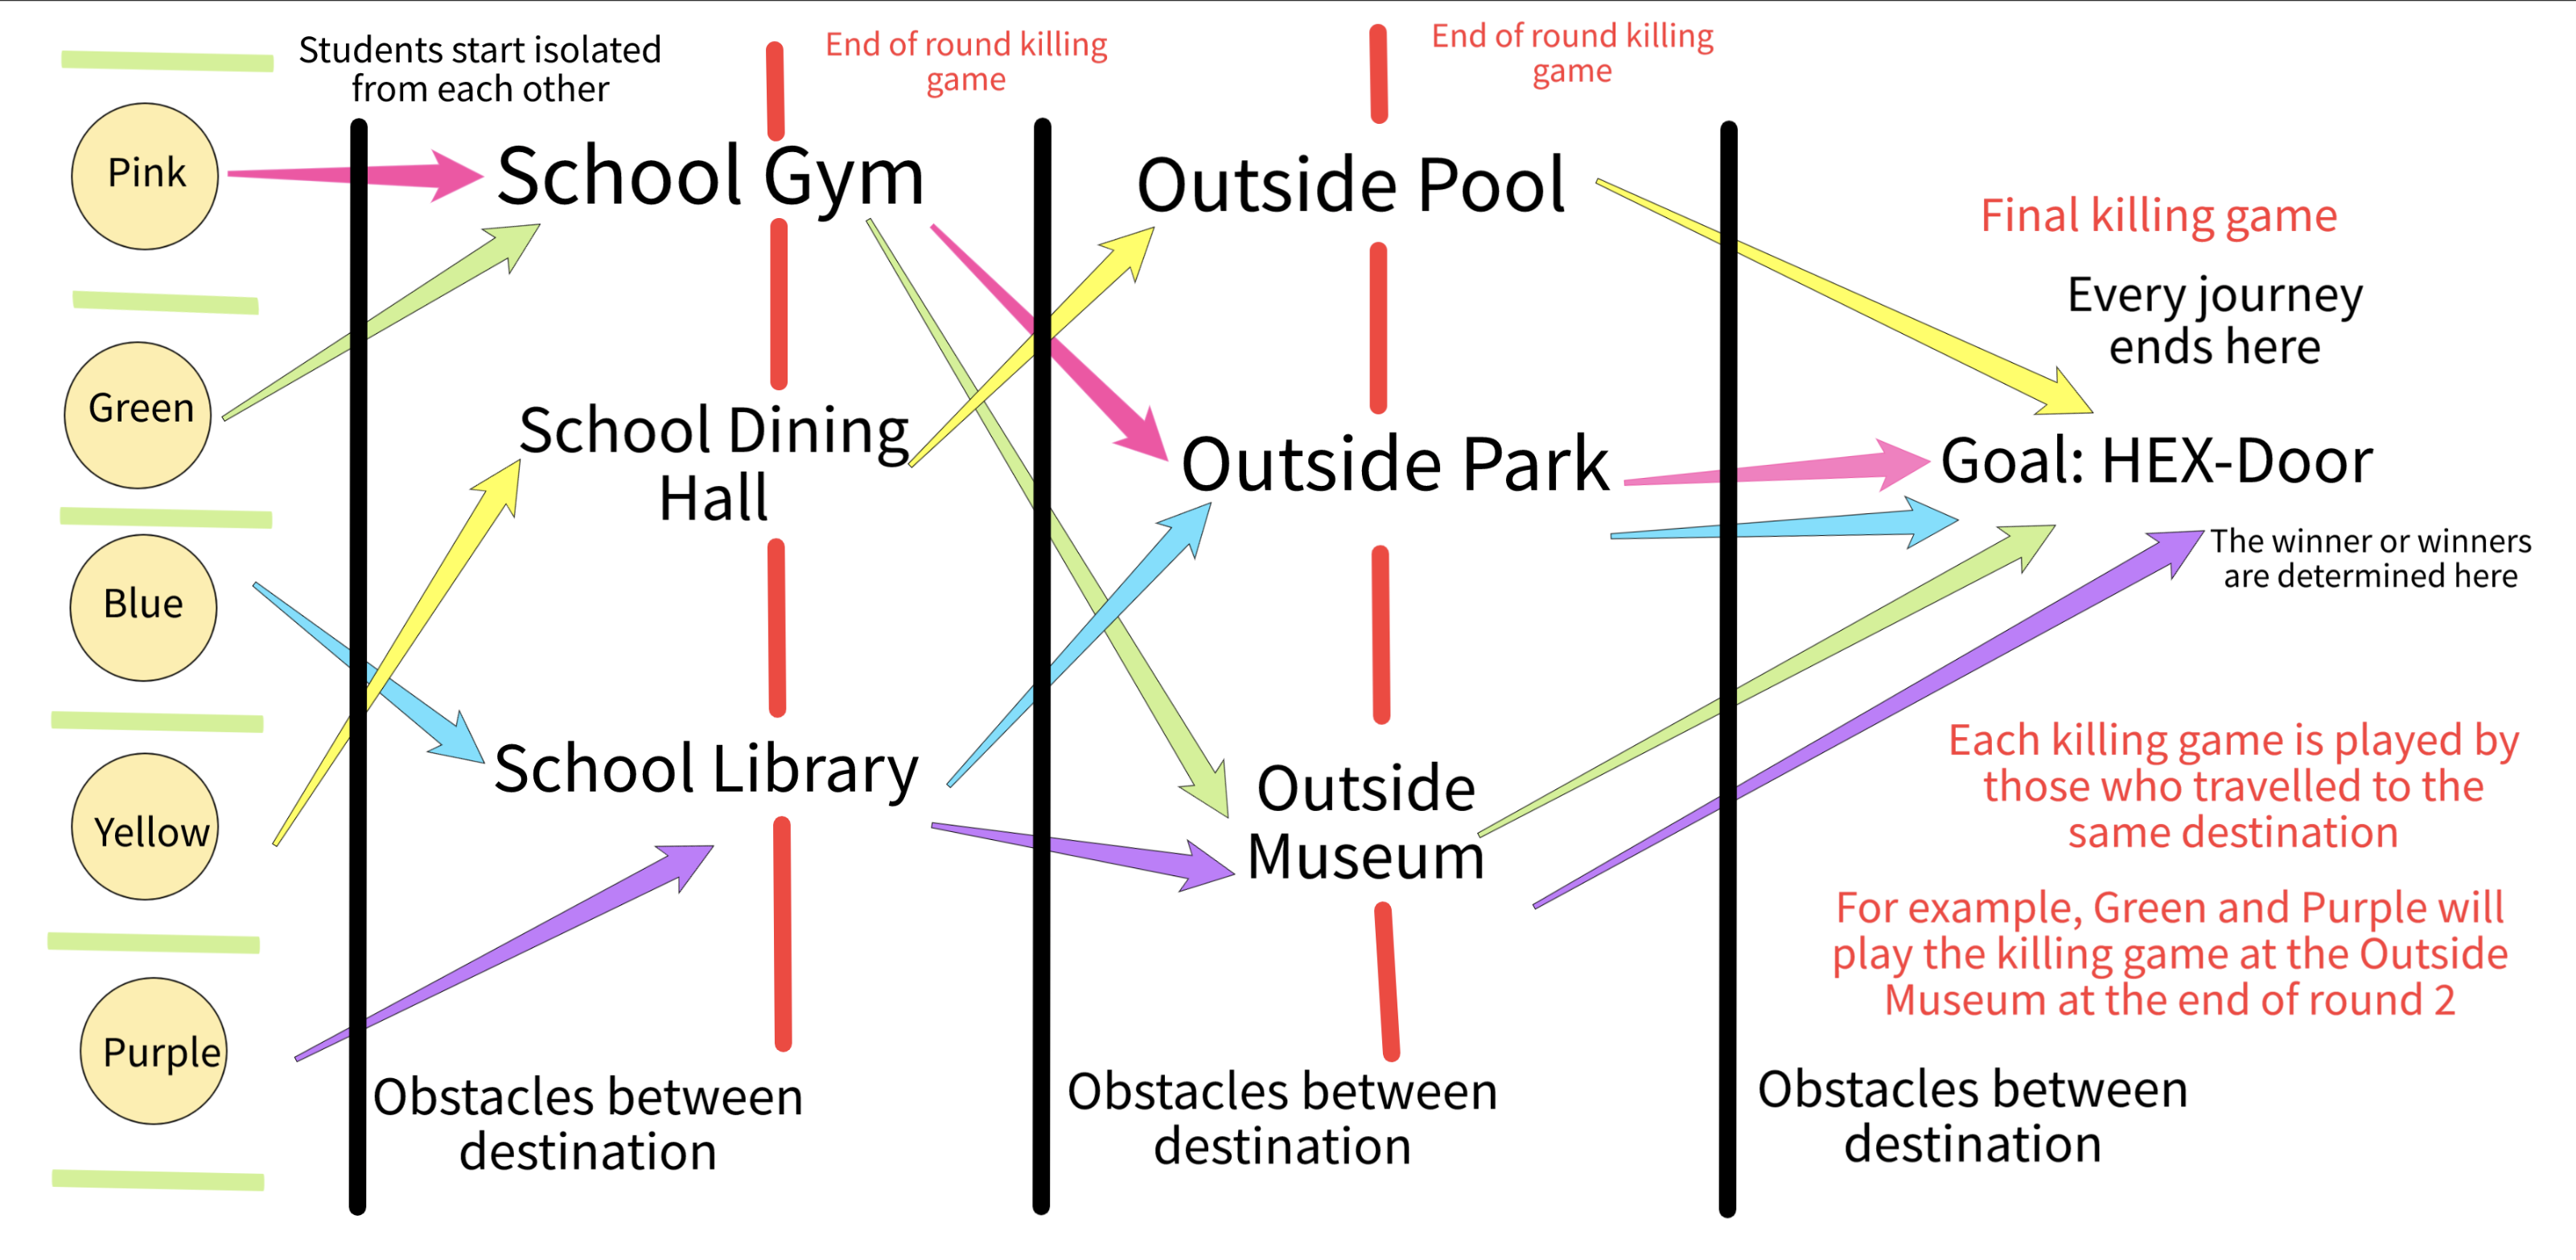 Students start isolated
from each other
End of round killing
game
End of round killing
game
Pink
School Gym
Outside Pool
Final killing game
Every journey
ends here
Green
School Dining
Hall
Outside Park
Goal: HEX-Door
The winner or winners
are determined here
Blue
School Library
Outside
Museum
Yellow
Each killing game is played by
those who travelled to the
same destination
For example, Green and Purple will
play the killing game at the Outside
Museum at the end of round 2
Purple
Obstacles between
destination
Obstacles between
destination
Obstacles between
destination